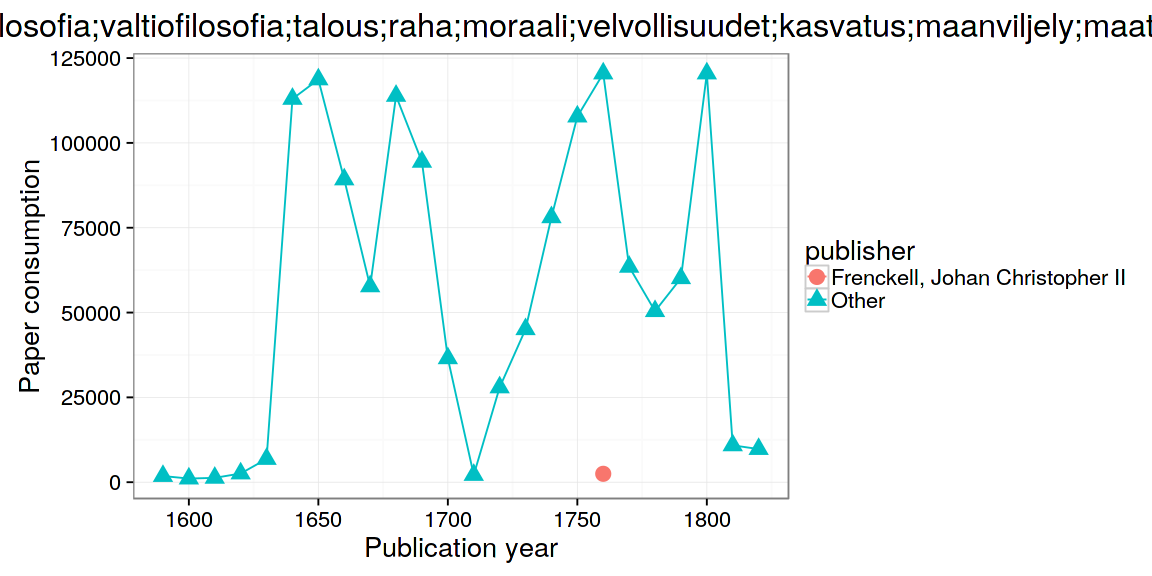 losofia;valtiofilosofia;talous;raha;moraali;velvollisuudet;kasvatus;maanviljely;maat
125000
100000
75000
50000
25000
0
Paper consumption
1600 1650 1700 1750 1800
Publication year
publisher
Frenckell, Johan Christopher II
Other